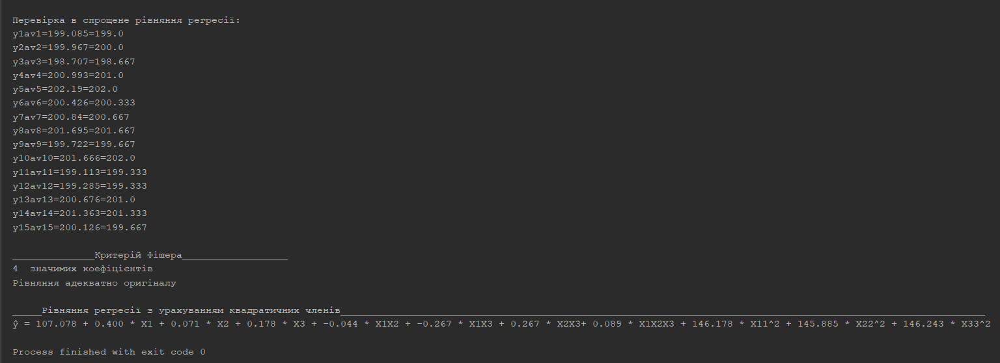 Перевірка в спрощене рівняння регресії:
y1av1=199.085=199.0
y2av2=199.967=200.0
y3av3=198.707=198.667
y4av4=200.993=201.0
y5av5=202.19=202.0
y6av6=200.426=200.333
y7av7=200.84=200.667
y8av8=201.695=201.667
y9av9=199.722=199.667
y10av10=201.666=202.0
y11av11=199.113=199.333
y12av12=199.285=199.333
y13av13=200.676=201.0
y14av14=201.363=201.333
y15av15=200.126=199.667
______________Критерій Фішера__________________
4  значимих коефіцієнтів
Рівняння адекватно оригіналу
_____Рівняння регресії з урахуванням квадратичних членів______________________________________________________________________________________________________________
ŷ = 107.078 + 0.400 * X1 + 0.071 * X2 + 0.178 * X3 + -0.044 * X1X2 + -0.267 * X1X3 + 0.267 * X2X3+ 0.089 * X1X2X3 + 146.178 * X11^2 + 145.885 * X22^2 + 146.243 * X33^2
Process finished with exit code 0